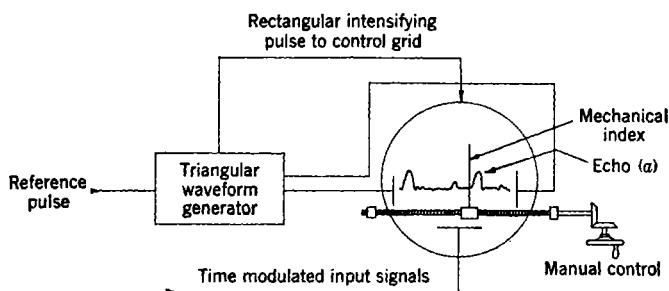 Rectangular intensifying
pulse to control grid
Mechanical
index
Echo (a)
Reference
pulse
Triangular
waveform
generator
Manual control
Time modulated input signals